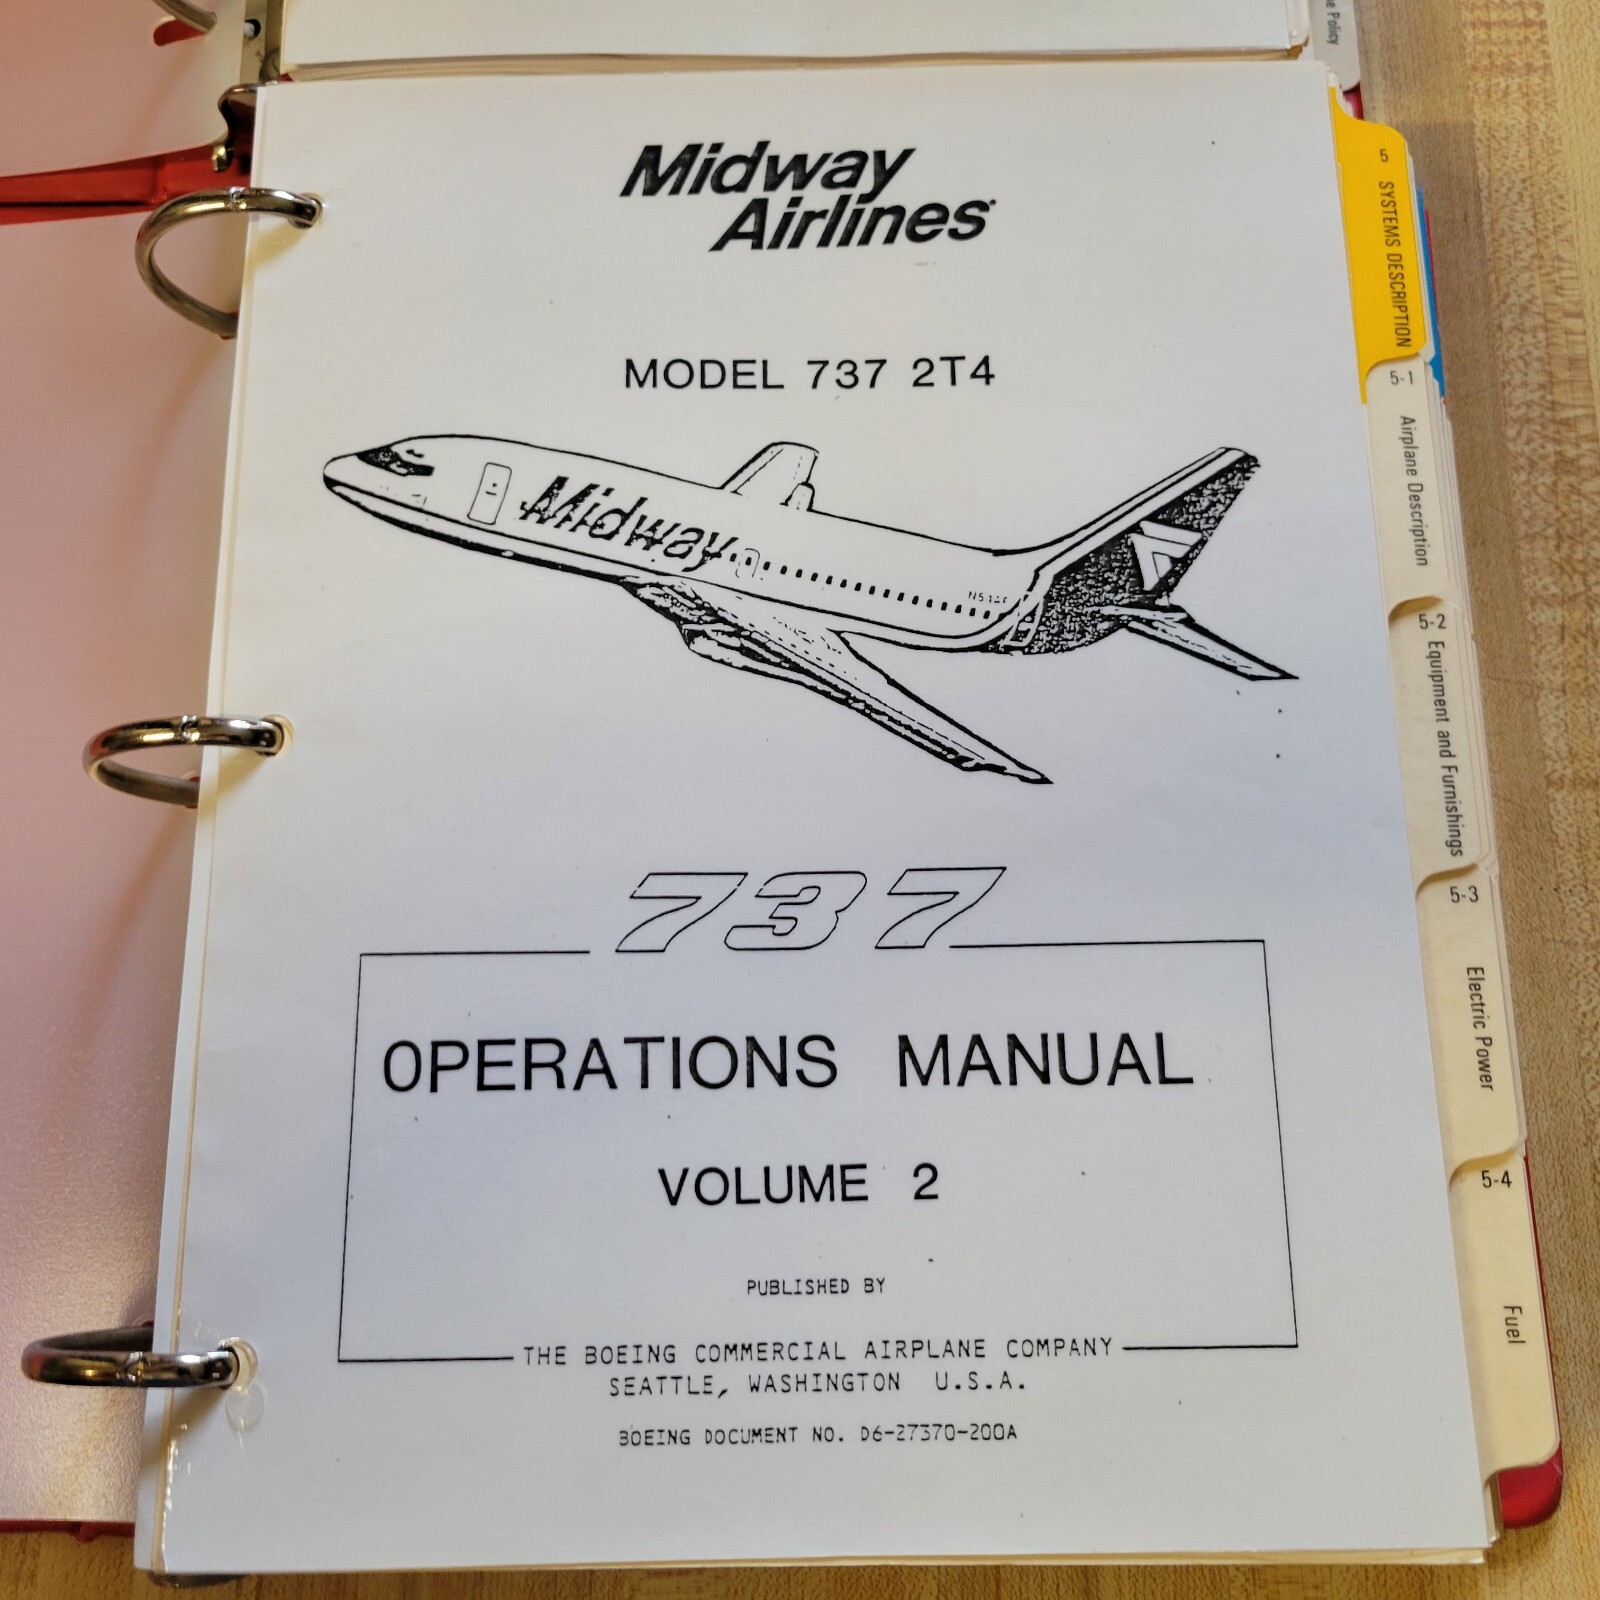 Midway
Airlines
MODEL 737 2T4
Midway
737
OPERATIONS MANUAL
VOLUME 2
PUBLISHED BY
THE BOEING COMMERCIAL AIRPLANE COMPANY
SEATTLE, WASHINGTON U.S.A.
BOEING DOCUMENT NO. D6-27370-200A
Policy
5 SYSTEMS DESCRIPTION
5-1 Airplane Description
5-2 Equipment and Furnishings
5-3 Electric Power
5-4 Fuel